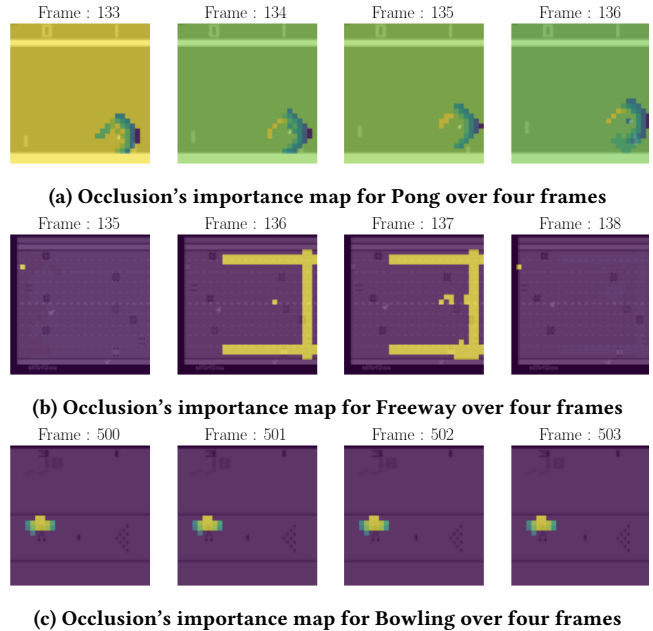 Frame : 133 Frame : 134 Frame : 135 Frame : 136
(a) Occlusion's importance map for Pong over four frames
Frame : 135 Frame : 136 Frame : 137 Frame : 138
(b) Occlusion's importance map for Freeway over four frames
Frame : 500 Frame : 501 Frame : 502 Frame : 503
(c) Occlusion's importance map for Bowling over four frames